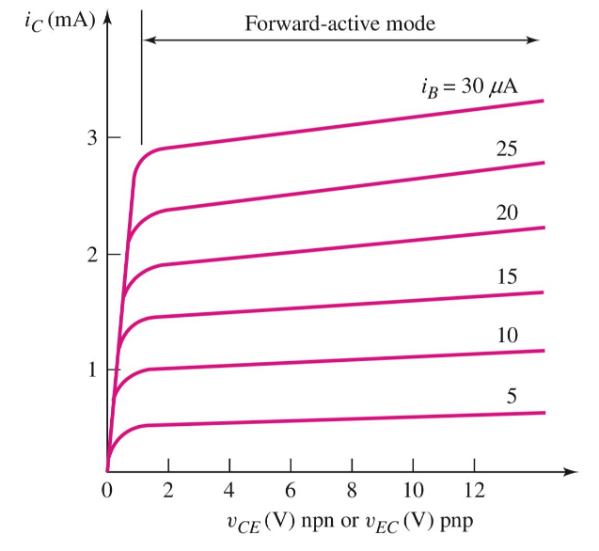 i_C (mA)
Forward-active mode
i_B = 30 μA
3
25
20
2
15
10
1
5
0 2 4 6 8 10 12
v_CE (V) npn or v_EC (V) pnp